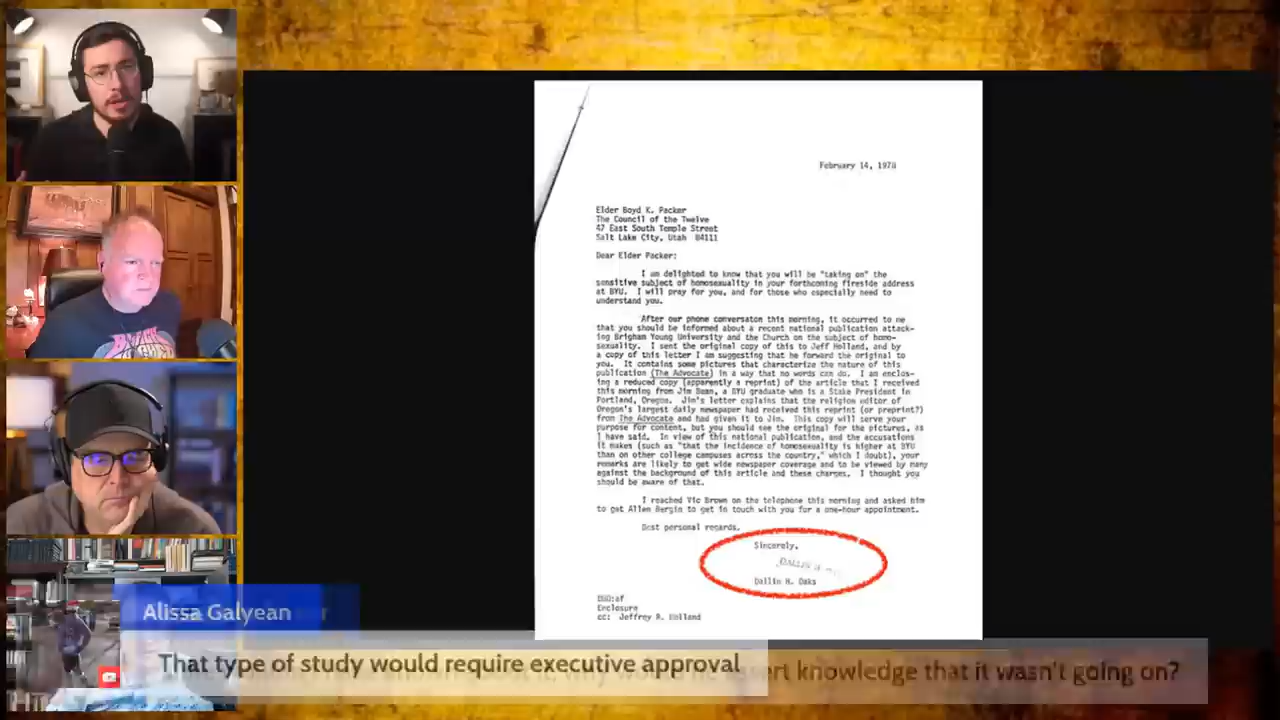 February 14, 1978
Elder Boyd K. Packer
The Council of the Twelve
47 East South Temple Street
Salt Lake City, Utah 84111
Dear Elder Packer:
I am delighted to know that you will be "taking on" the
sensitive subject of homosexuality in your forthcoming fireside address
at BYU. I will pray for you, and for those who especially need to
understand you.
After our phone conversaton this morning, it occurred to me
that you should be informed about a recent national publication attack-
ing Brigham Young University and the Church on the subject of homo-
sexuality. I sent the original copy of this to Jeff Holland, and by
a copy of this letter I am suggesting that he forward the original to
you. It contains some pictures that characterize the nature of this
publication (The Advocate) in a way that no words can do. I am enclos-
ing a reduced copy (apparently a reprint) of the article that I received
this morning from Jim Bean, a BYU graduate who is a Stake President in
Portland, Oregon. Jim's letter explains that the religion editor of
Oregon's largest daily newspaper had received this reprint (or preprint?)
from The Advocate and had given it to Jim. This copy will serve your
purpose for content, but you should see the original for the pictures, as
I have said. In view of this national publication, and the accusations
it makes (such as "that the incidence of homosexuality is higher at BYU
than on other college campuses across the country," which I doubt), your
remarks are likely to get wide newspaper coverage and to be viewed by many
against the background of this article and these charges. I thought you
should be aware of that.
I reached Vic Brown on the telephone this morning and asked him
to get Allen Bergin to get in touch with you for a one-hour appointment.
Best personal regards.
Sincerely,
DALLIN H.
Dallin H. Oaks
DHO:af
Enclosure
cc: Jeffrey R. Holland
Alissa Galyean
That type of study would require executive approval
knowledge that it wasn't going on?